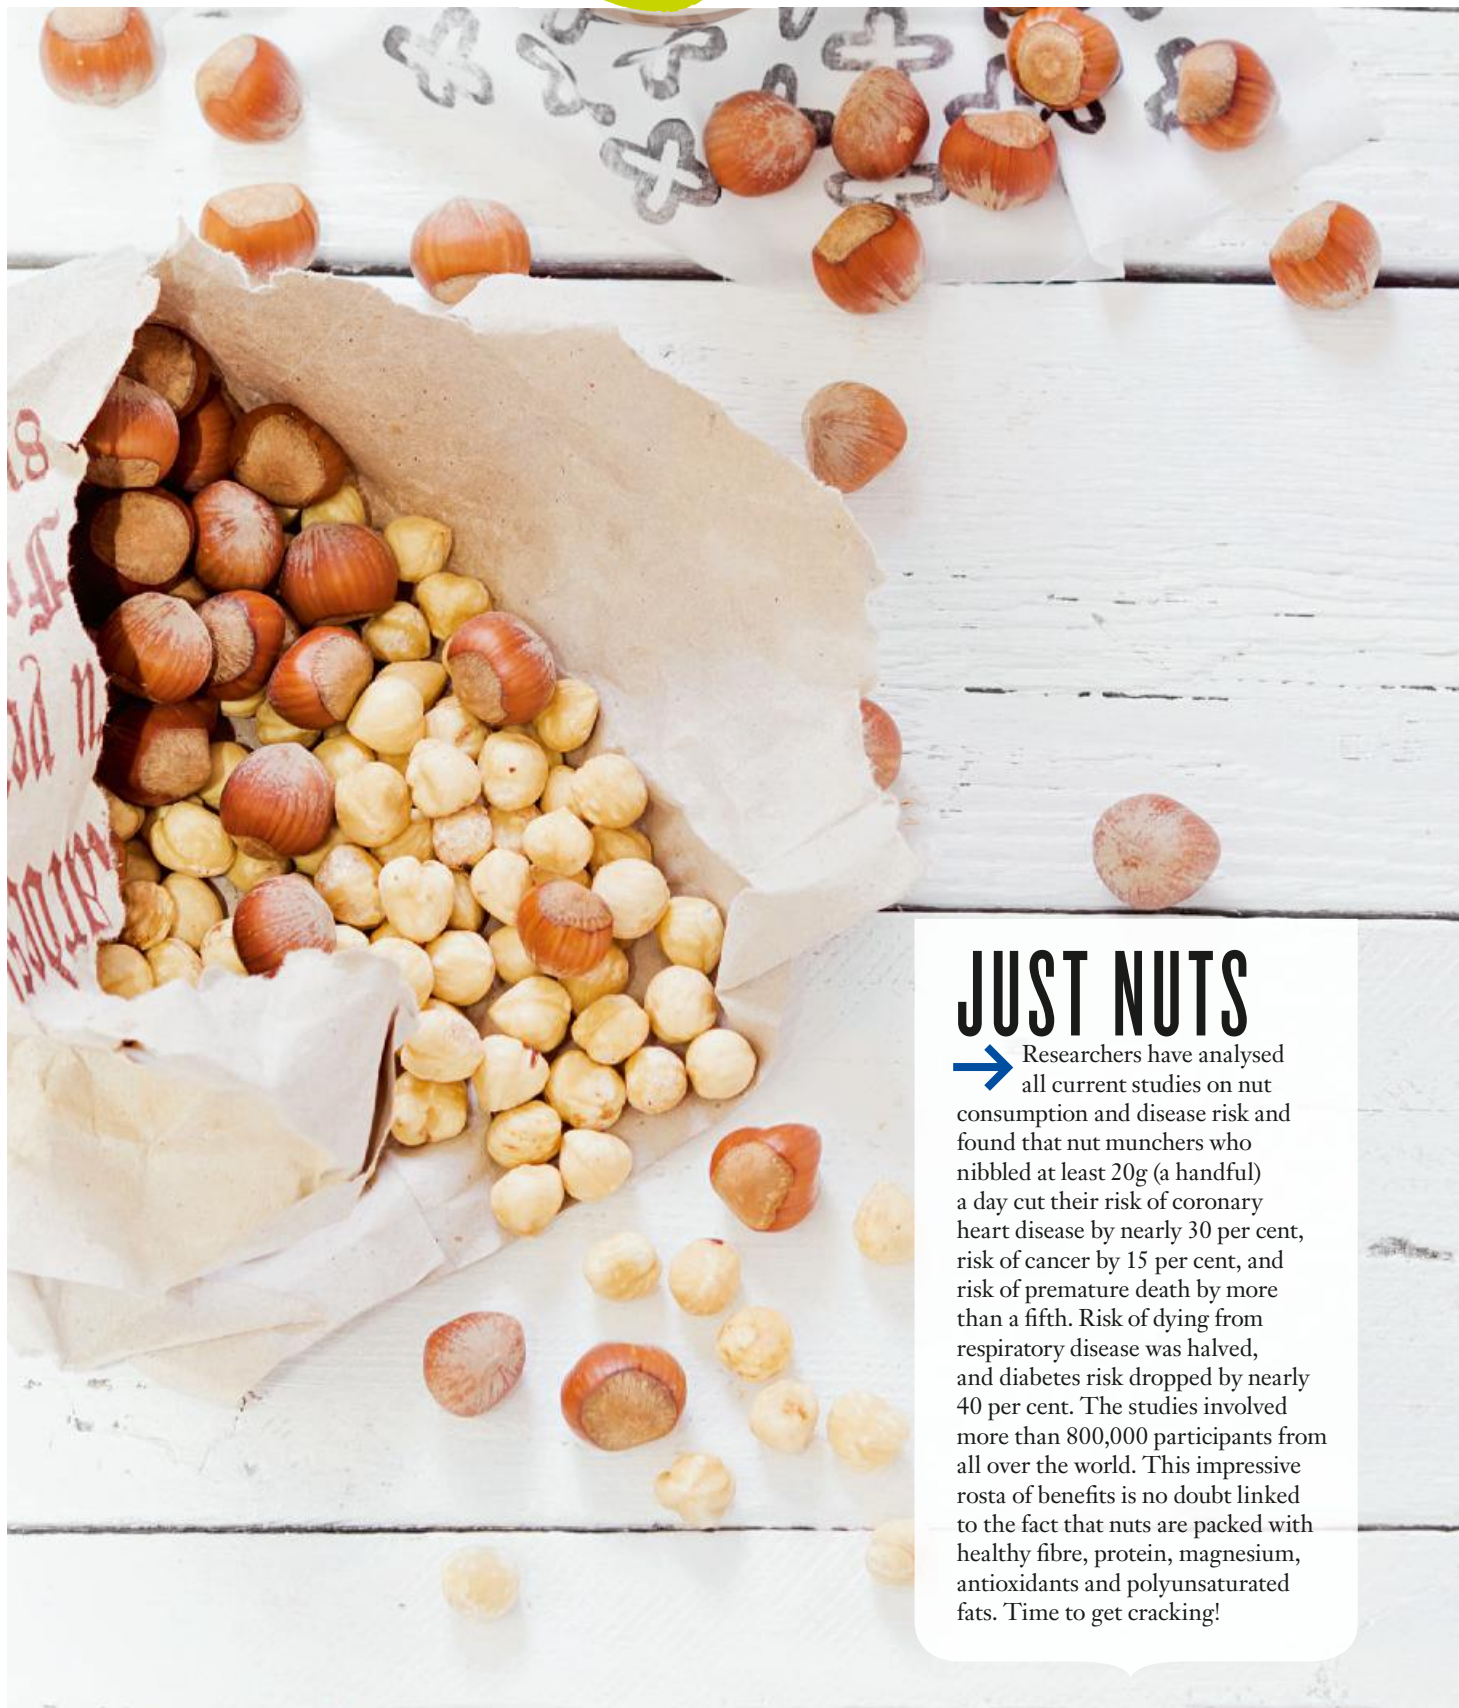 JUST NUTS
Researchers have analysed
all current studies on nut
consumption and disease risk and
found that nut munchers who
nibbled at least 20g (a handful)
a day cut their risk of coronary
heart disease by nearly 30 per cent,
risk of cancer by 15 per cent, and
risk of premature death by more
than a fifth. Risk of dying from
respiratory disease was halved,
and diabetes risk dropped by nearly
40 per cent. The studies involved
more than 800,000 participants from
all over the world. This impressive
rosta of benefits is no doubt linked
to the fact that nuts are packed with
healthy fibre, protein, magnesium,
antioxidants and polyunsaturated
fats. Time to get cracking!